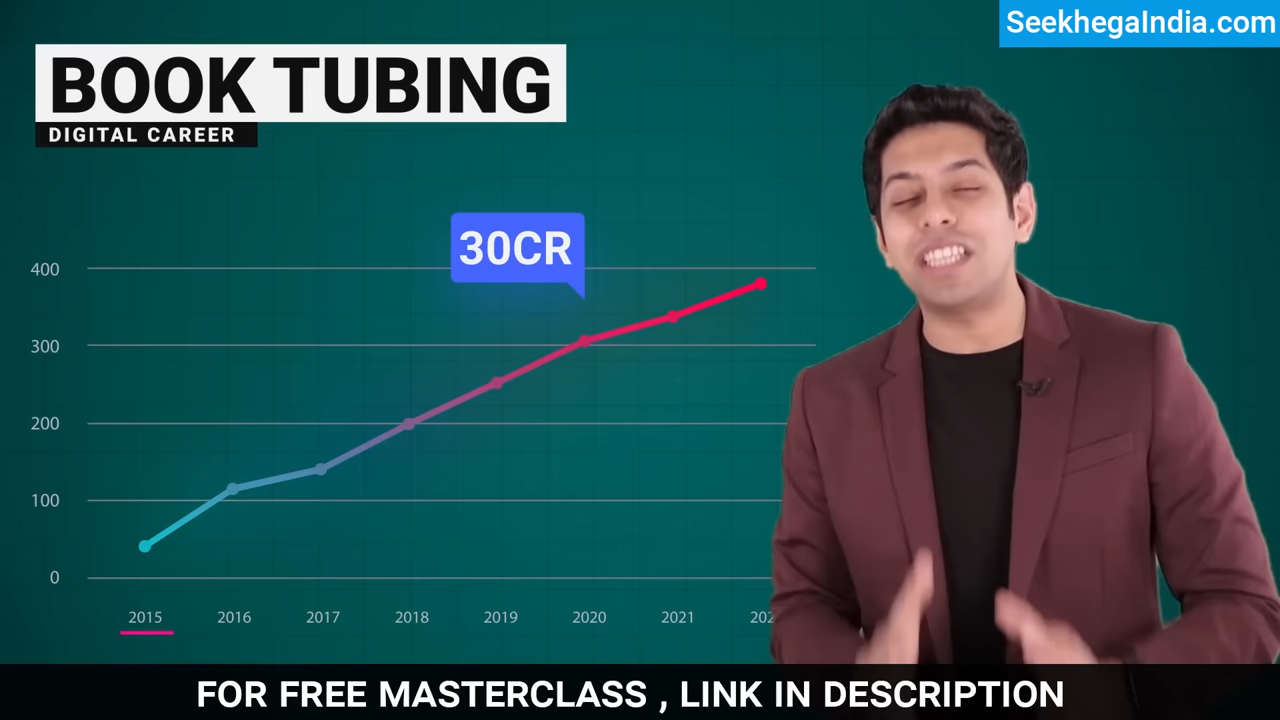 SeekhegaIndia.com
BOOK TUBING
DIGITAL CAREER
30CR
400
300
200
100
0
2015 2016 2017 2018 2019 2020 2021 202
FOR FREE MASTERCLASS , LINK IN DESCRIPTION